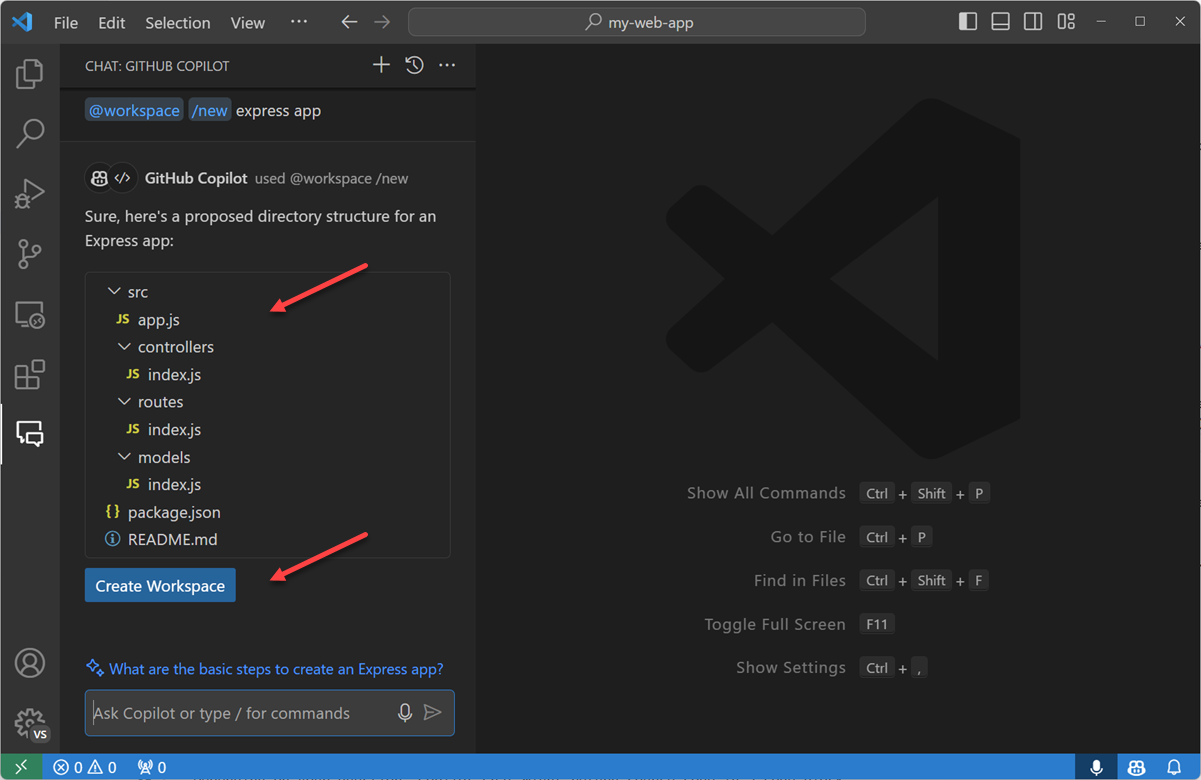 File Edit Selection View ··· my-web-app
CHAT: GITHUB COPILOT
@workspace /new express app
GitHub Copilot used @workspace /new
Sure, here's a proposed directory structure for an
Express app:
src
JS app.js
controllers
JS index.js
routes
JS index.js
models
JS index.js
{} package.json
README.md
Create Workspace
What are the basic steps to create an Express app?
Ask Copilot or type / for commands
Show All Commands Ctrl + Shift + P
Go to File Ctrl + P
Find in Files Ctrl + Shift + F
Toggle Full Screen F11
Show Settings Ctrl + ,
VS
0 0 0